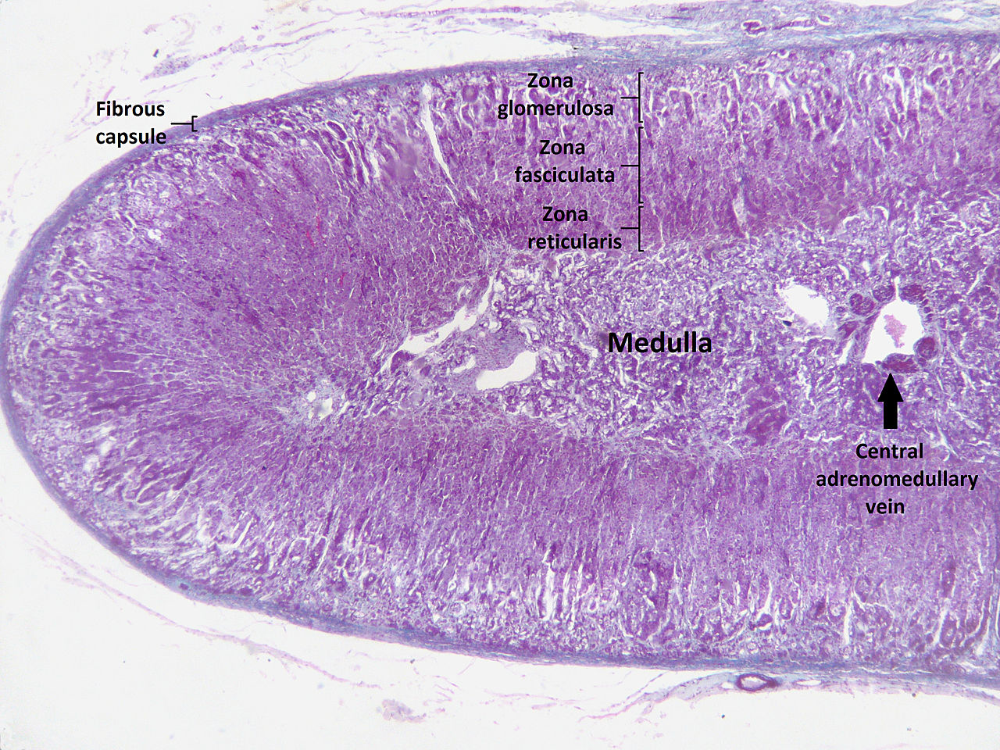 Zona
glomerulosa
Fibrous
capsule
Zona
fasciculata
Zona
reticularis
Medulla
Central
adrenomedullary
vein